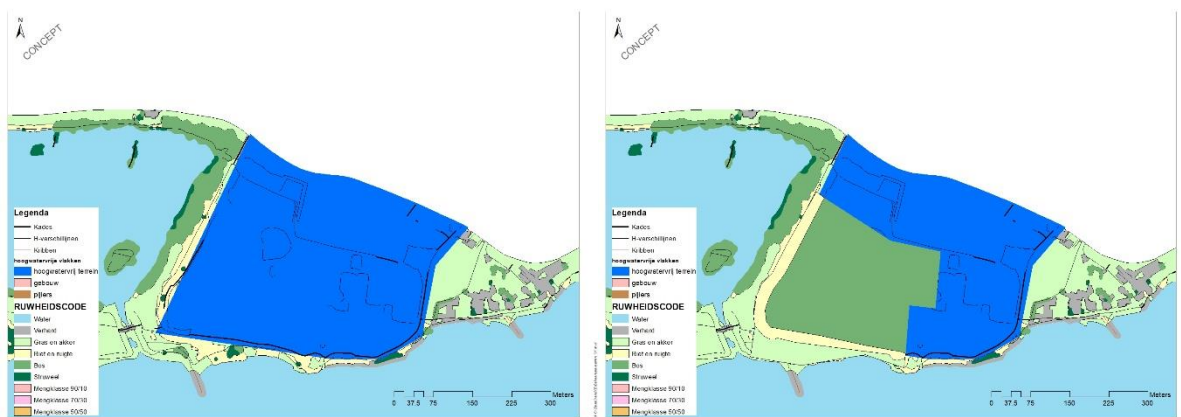 N
CONCEPT
Legenda
Kades
H-verschillijnen
Kribben
hoogwatervrije vlakken
hoogwatervrij terrein
gebouw
pijlers
RUWHEIDSCODE
Water
Verhard
Gras en akker
Riet en ruigte
Bos
Struweel
Mengklasse 90/10
Mengklasse 70/30
Mengklasse 50/50
Meters
0 37.5 75 150 225 300
N
CONCEPT
Legenda
Kades
H-verschillijnen
Kribben
hoogwatervrije vlakken
hoogwatervrij terrein
gebouw
pijlers
RUWHEIDSCODE
Water
Verhard
Gras en akker
Riet en ruigte
Bos
Struweel
Mengklasse 90/10
Mengklasse 70/30
Mengklasse 50/50
Meters
0 37.5 75 150 225 300